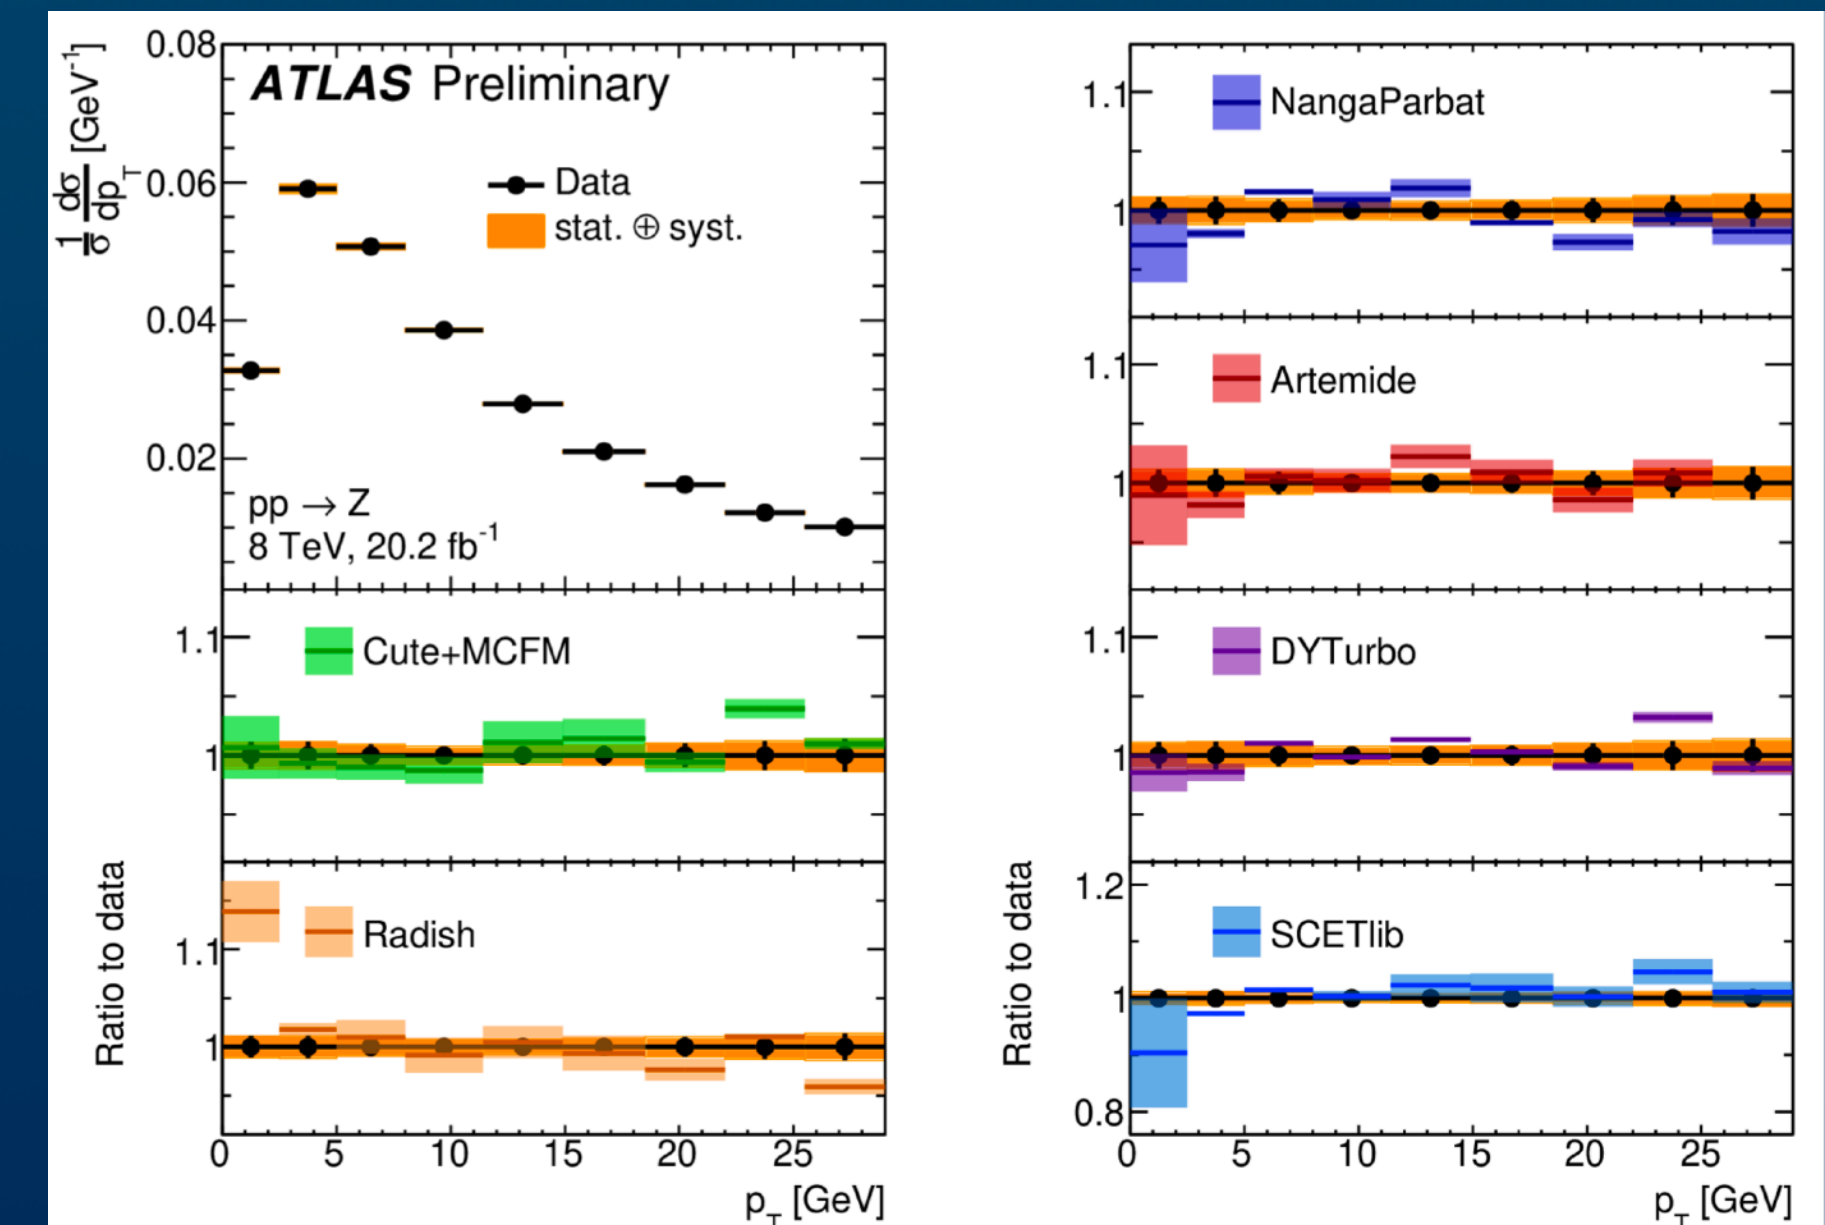 0.08
ATLAS Preliminary
1/σ dσ/dp_T [GeV^-1]
0.06
Data
stat. ⊕ syst.
0.04
0.02
pp → Z
8 TeV, 20.2 fb^-1
1.1
Cute+MCFM
1
Ratio to data
1.1
Radish
1
0 5 10 15 20 25
p_T [GeV]
1.1
NangaParbat
1
1.1
Artemide
1
1.1
DYTurbo
1
Ratio to data
1.2
SCETlib
1
0.8
0 5 10 15 20 25
p_T [GeV]